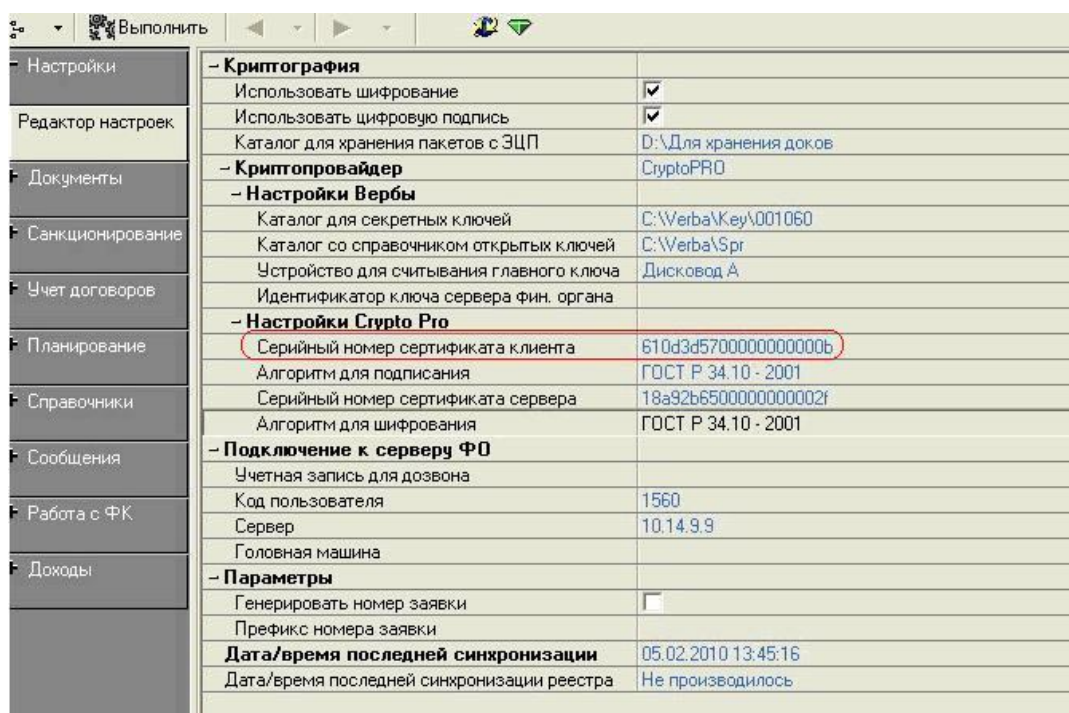 Выполнить
Настройки
Редактор настроек
Документы
Санкционирование
Учет договоров
Планирование
Справочники
Сообщения
Работа с ФК
Доходы
Криптография
Использовать шифрование
Использовать цифровую подпись
Каталог для хранения пакетов с ЭЦП D:\Для хранения доков
Криптопровайдер CryptoPRO
Настройки Вербы
Каталог для секретных ключей C:\Verba\Key\001060
Каталог со справочником открытых ключей C:\Verba\Spr
Устройство для считывания главного ключа Дисковод А
Идентификатор ключа сервера фин. органа
Настройки Crypto Pro
Серийный номер сертификата клиента 610d3d5700000000000b
Алгоритм для подписания ГОСТ Р 34.10 - 2001
Серийный номер сертификата сервера 18a92b6500000000002f
Алгоритм для шифрования ГОСТ Р 34.10 - 2001
Подключение к серверу ФО
Учетная запись для дозвона
Код пользователя 1560
Сервер 10.14.9.9
Головная машина
Параметры
Генерировать номер заявки
Префикс номера заявки
Дата/время последней синхронизации 05.02.2010 13:45:16
Дата/время последней синхронизации реестра Не производилось